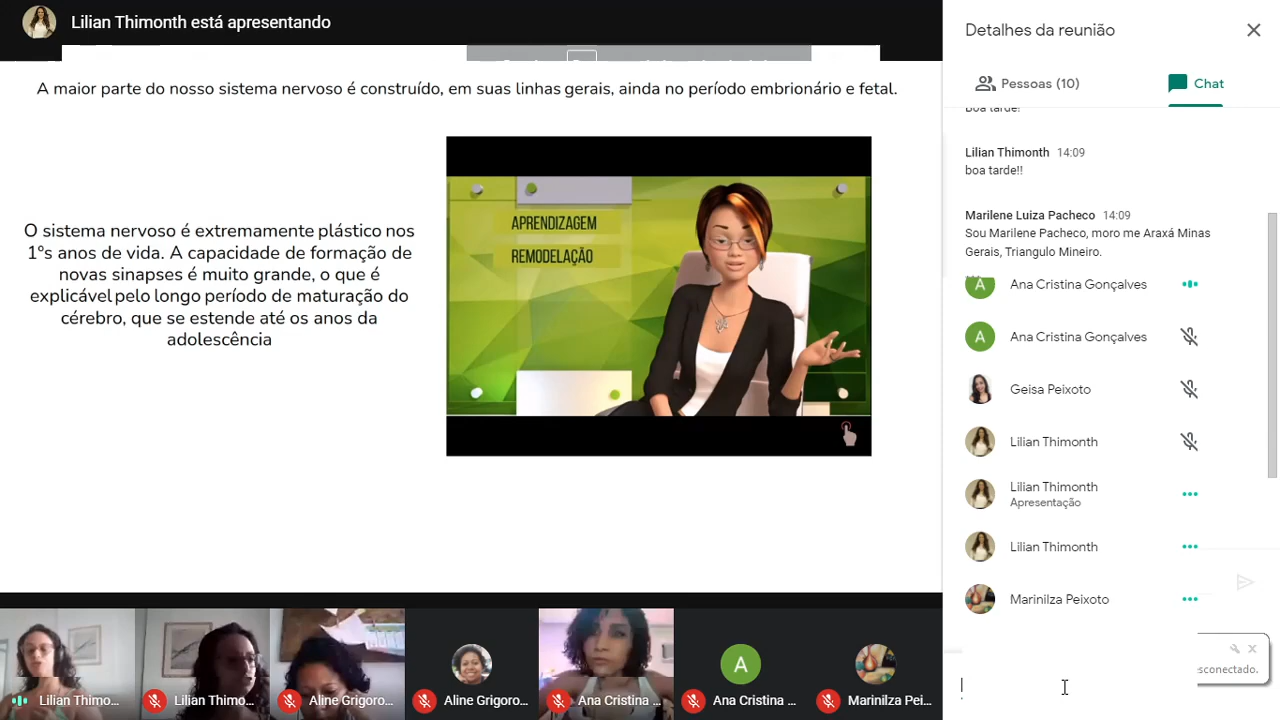 Lilian Thimonth está apresentando
A maior parte do nosso sistema nervoso é construído, em suas linhas gerais, ainda no período embrionário e fetal.
O sistema nervoso é extremamente plástico nos
1°s anos de vida. A capacidade de formação de
novas sinapses é muito grande, o que é
explicável pelo longo período de maturação do
cérebro, que se estende até os anos da
adolescência
APRENDIZAGEM
REMODELAÇÃO
Lilian Thimo...
Lilian Thimo...
Aline Grigoro...
Aline Grigoro...
Ana Cristina ...
A
Ana Cristina ...
Marinilza Pei...
Detalhes da reunião
Pessoas (10)
Chat
Boa tarde!
Lilian Thimonth 14:09
boa tarde!!
Marilene Luiza Pacheco 14:09
Sou Marilene Pacheco, moro me Araxá Minas
Gerais, Triangulo Mineiro.
A Ana Cristina Gonçalves
A Ana Cristina Gonçalves
Geisa Peixoto
Lilian Thimonth
Lilian Thimonth
Apresentação
Lilian Thimonth
Marinilza Peixoto
esconectado.